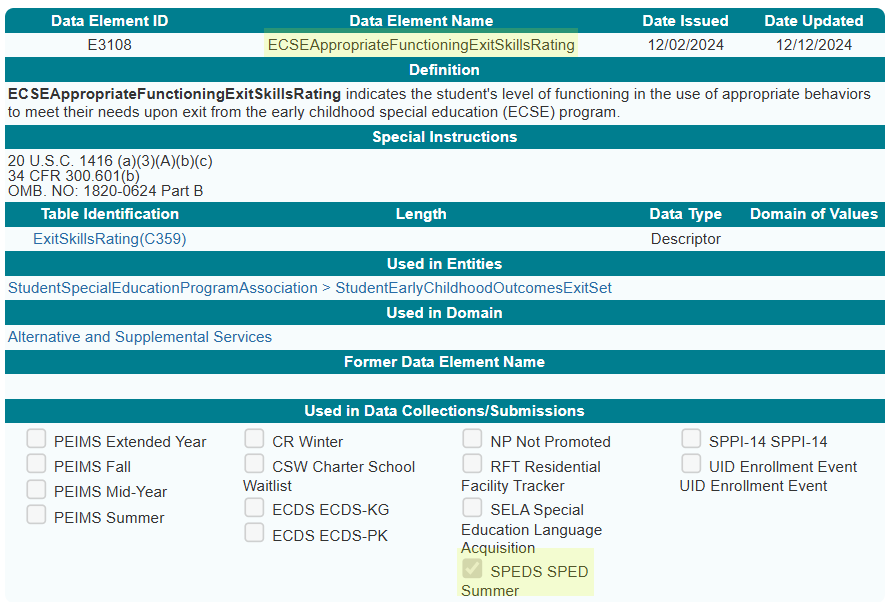 Data Element ID Data Element Name Date Issued Date Updated
E3108 ECSEAppropriateFunctioningExitSkillsRating 12/02/2024 12/12/2024
Definition
ECSEAppropriateFunctioningExitSkillsRating indicates the student's level of functioning in the use of appropriate behaviors
to meet their needs upon exit from the early childhood special education (ECSE) program.
Special Instructions
20 U.S.C. 1416 (a)(3)(A)(b)(c)
34 CFR 300.601(b)
OMB. NO: 1820-0624 Part B
Table Identification Length Data Type Domain of Values
ExitSkillsRating(C359) Descriptor
Used in Entities
StudentSpecialEducationProgramAssociation > StudentEarlyChildhoodOutcomesExitSet
Used in Domain
Alternative and Supplemental Services
Former Data Element Name
Used in Data Collections/Submissions
PEIMS Extended Year
PEIMS Fall
PEIMS Mid-Year
PEIMS Summer
CR Winter
CSW Charter School
Waitlist
ECDS ECDS-KG
ECDS ECDS-PK
NP Not Promoted
RFT Residential
Facility Tracker
SELA Special
Education Language
Acquisition
SPEDS SPED
Summer
SPPI-14 SPPI-14
UID Enrollment Event
UID Enrollment Event